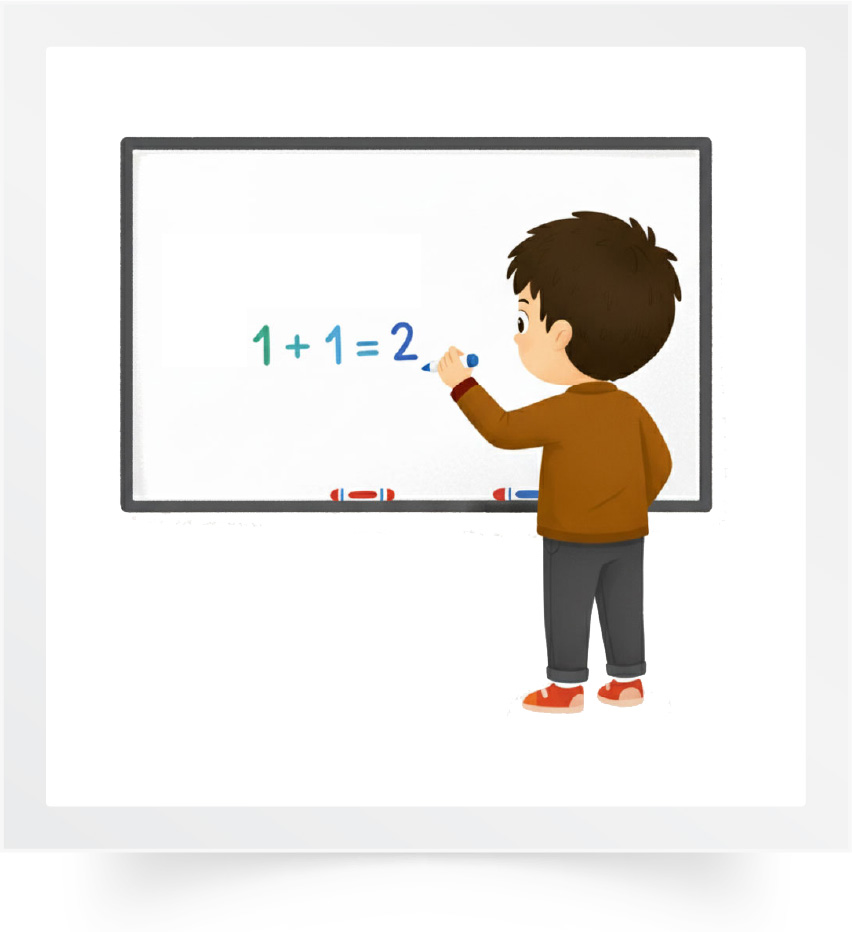 1 + 1 = 2